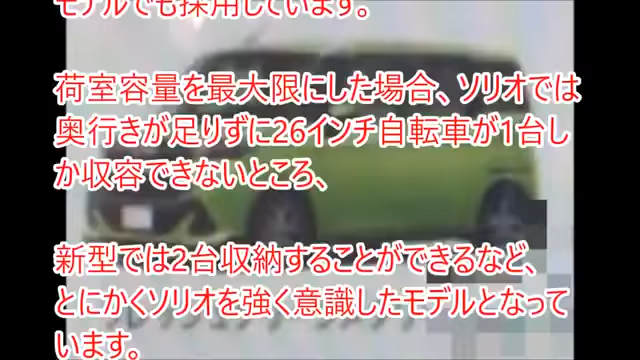 モデルでも採用しています。
荷室容量を最大限にした場合、ソリオでは
奥行きが足りずに26インチ自転車が1台し
か収容できないところ、
新型では2台収納することができるなど、
とにかくソリオを強く意識したモデルとなって
います。